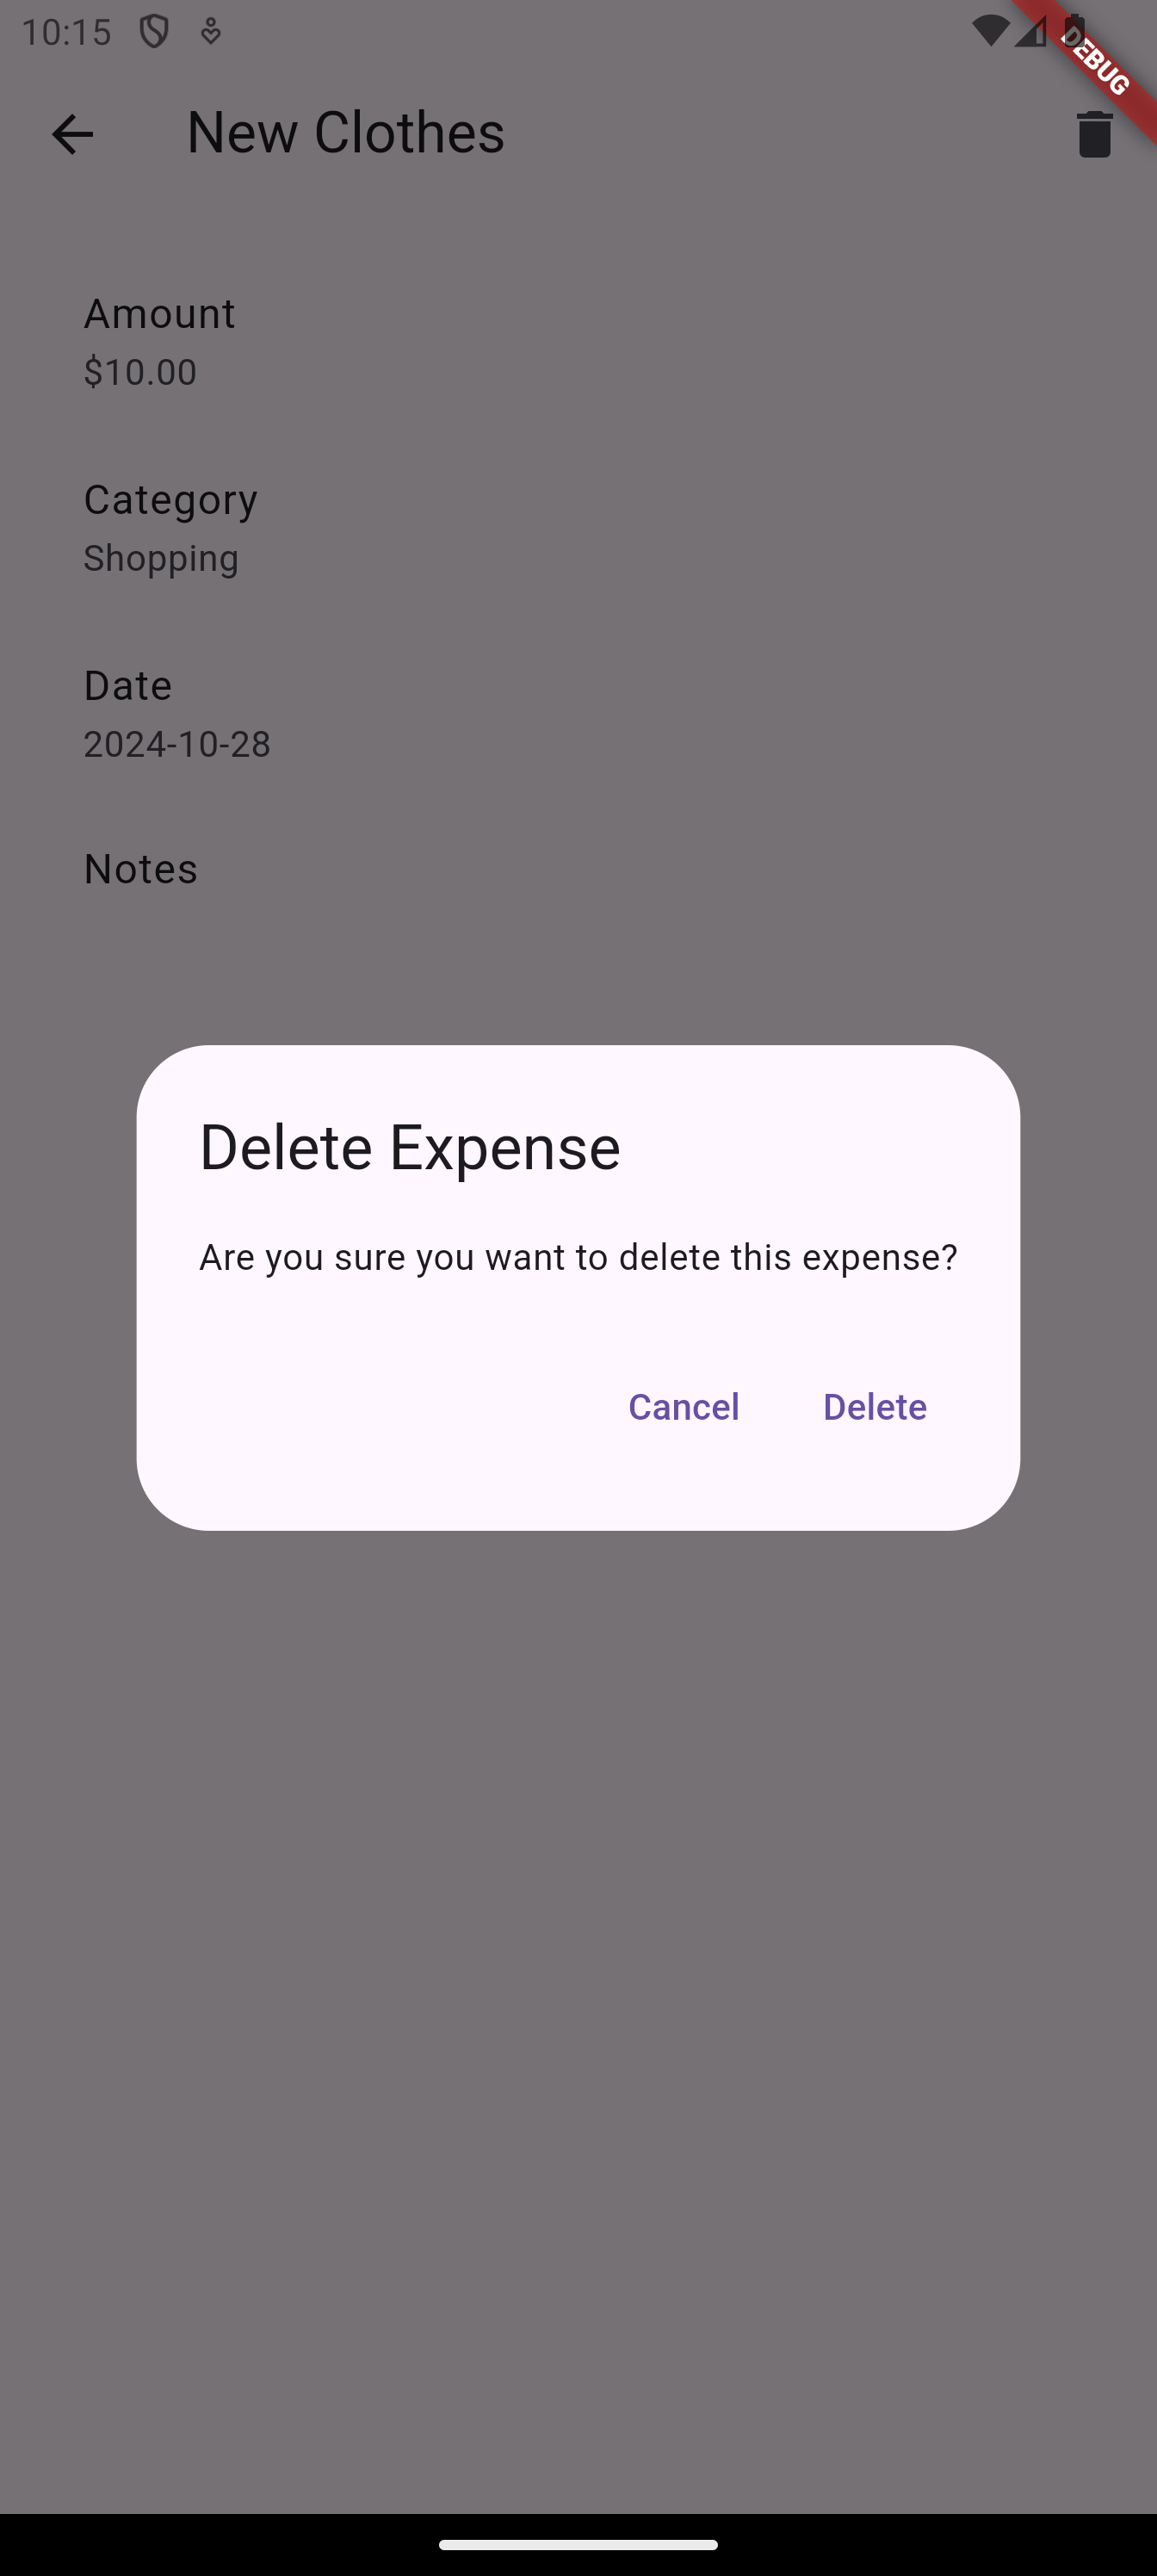 10:15
DEBUG
New Clothes
Amount
$10.00
Category
Shopping
Date
2024-10-28
Notes
Delete Expense
Are you sure you want to delete this expense?
Cancel Delete